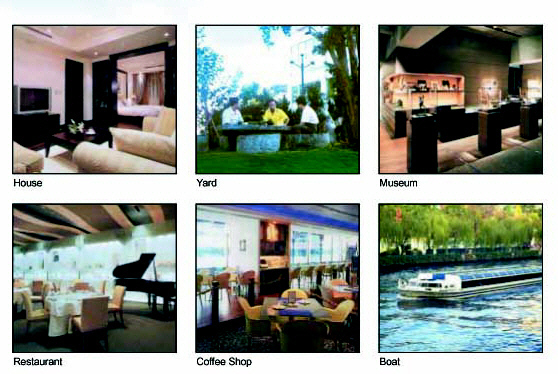 House
Yard
Museum
Restaurant
Coffee Shop
Boat